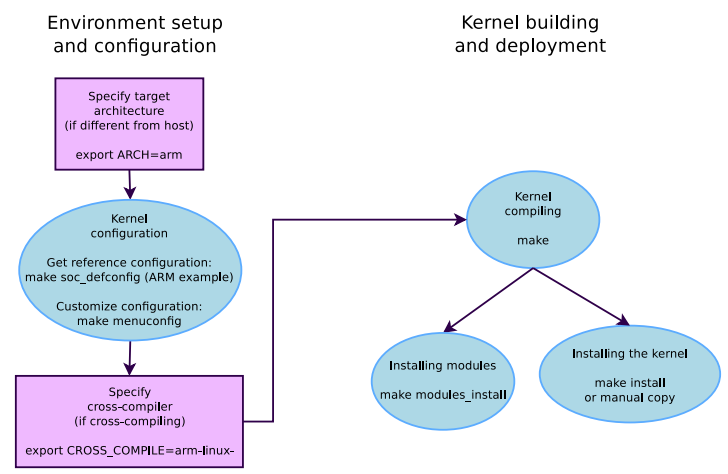 Environment setup
and configuration
Specify target
architecture
(if different from host)
export ARCH=arm
Kernel
configuration
Get reference configuration:
make soc_defconfig (ARM example)
Customize configuration:
make menuconfig
Specify
cross-compiler
(if cross-compiling)
export CROSS_COMPILE=arm-linux-
Kernel building
and deployment
Kernel
compiling
make
Installing modules
make modules_install
Installing the kernel
make install
or manual copy